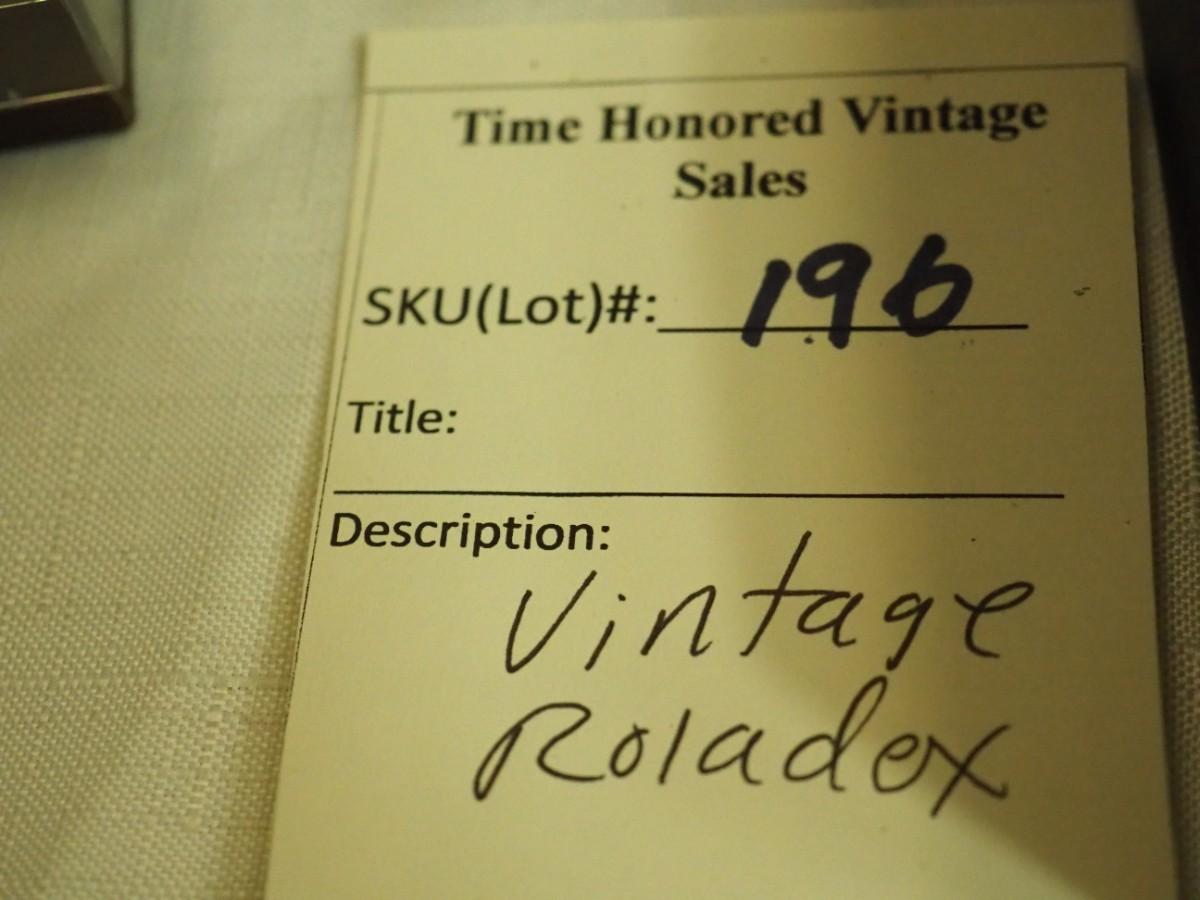 Time Honored Vintage
Sales
SKU(Lot)#: 196
Title:
Description:
Vintage
Roladex